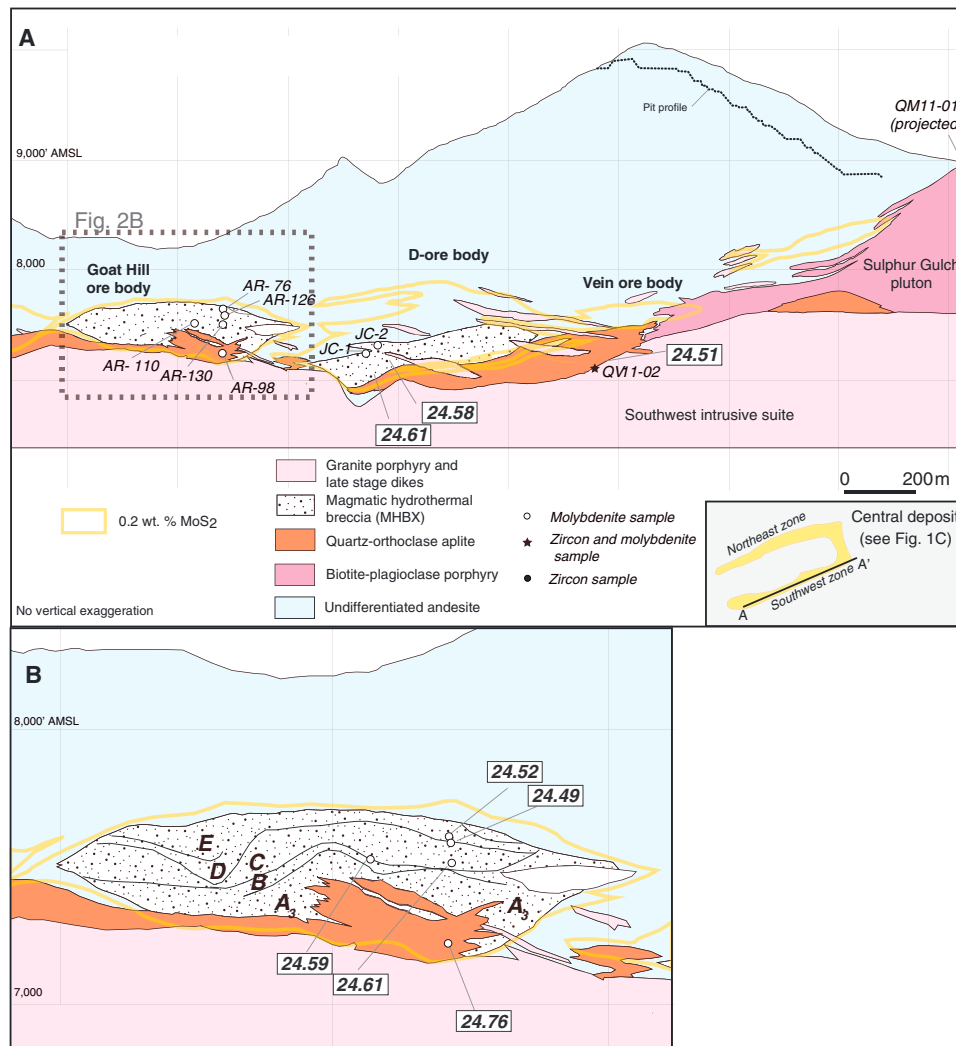 A
Pit profile
QM11-01
(projected)
9,000' AMSL
Fig. 2B
8,000
Goat Hill
ore body
D-ore body
Vein ore body
Sulphur Gulch
pluton
AR- 76
AR-126
JC-2
JC-1
AR- 110
AR-130
AR-98
24.51
QV11-02
24.58
24.61
Southwest intrusive suite
0.2 wt. % MoS2
Granite porphyry and
late stage dikes
Magmatic hydrothermal
breccia (MHBX)
Quartz-orthoclase aplite
Biotite-plagioclase porphyry
Undifferentiated andesite
Molybdenite sample
Zircon and molybdenite
sample
Zircon sample
0 200m
Central deposit
(see Fig. 1C)
Northeast zone
Southwest zone
A
A'
No vertical exaggeration
B
8,000' AMSL
24.52
24.49
E
D
C
B
A3
A3
24.59
24.61
24.76
7,000